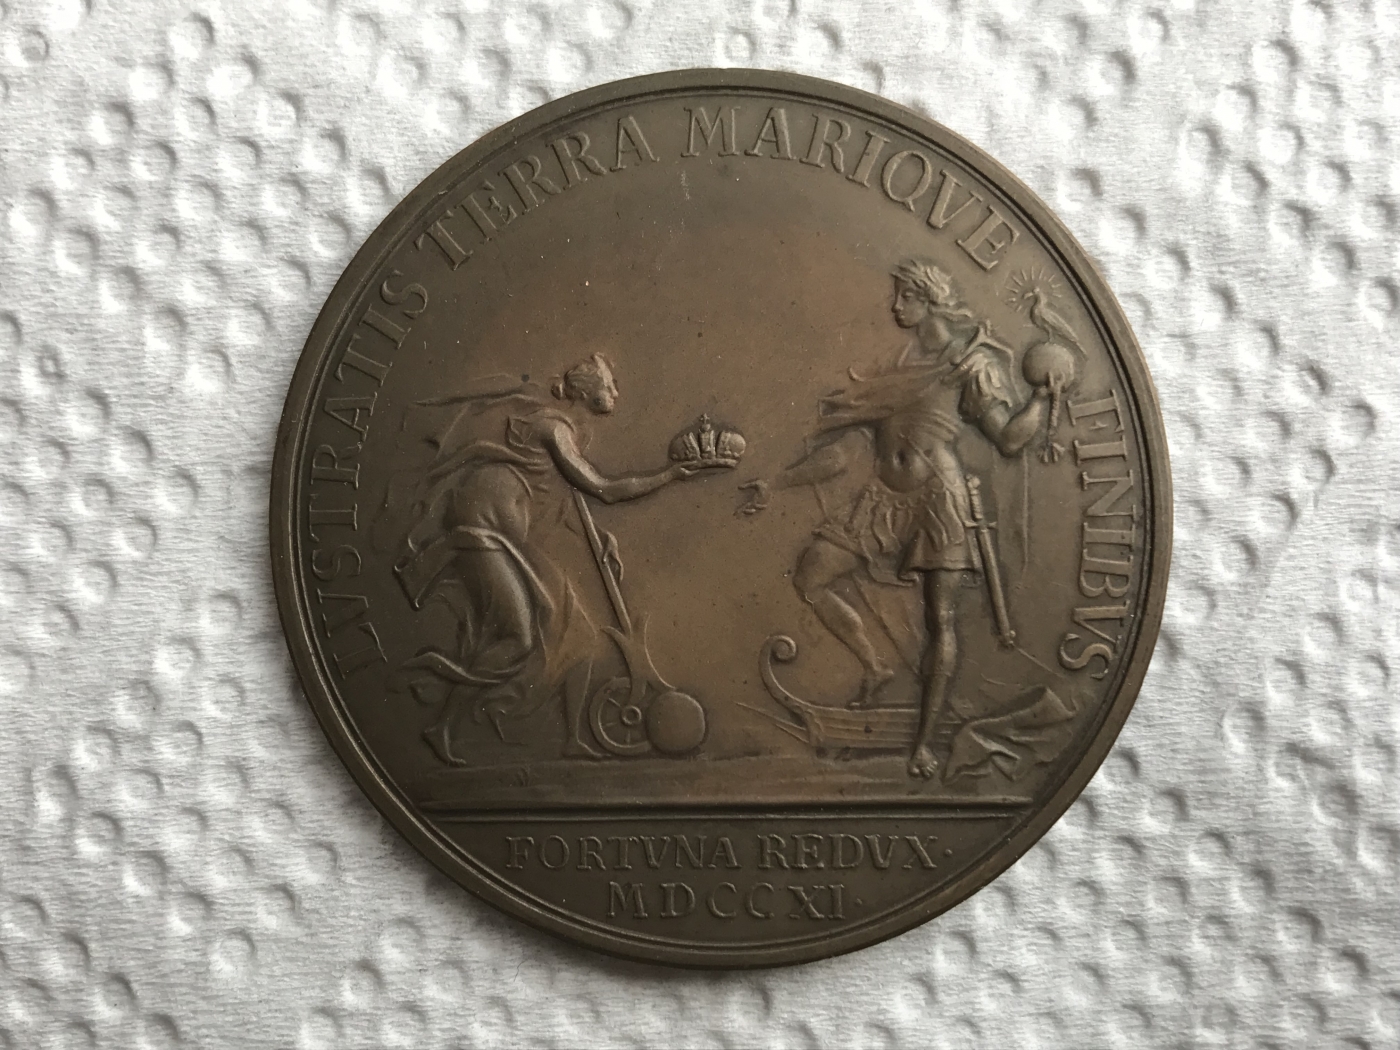 LVSTRATIS TERRA MARIQVE FINIBVS
FORTVNA REDVX·
MDCCXI·